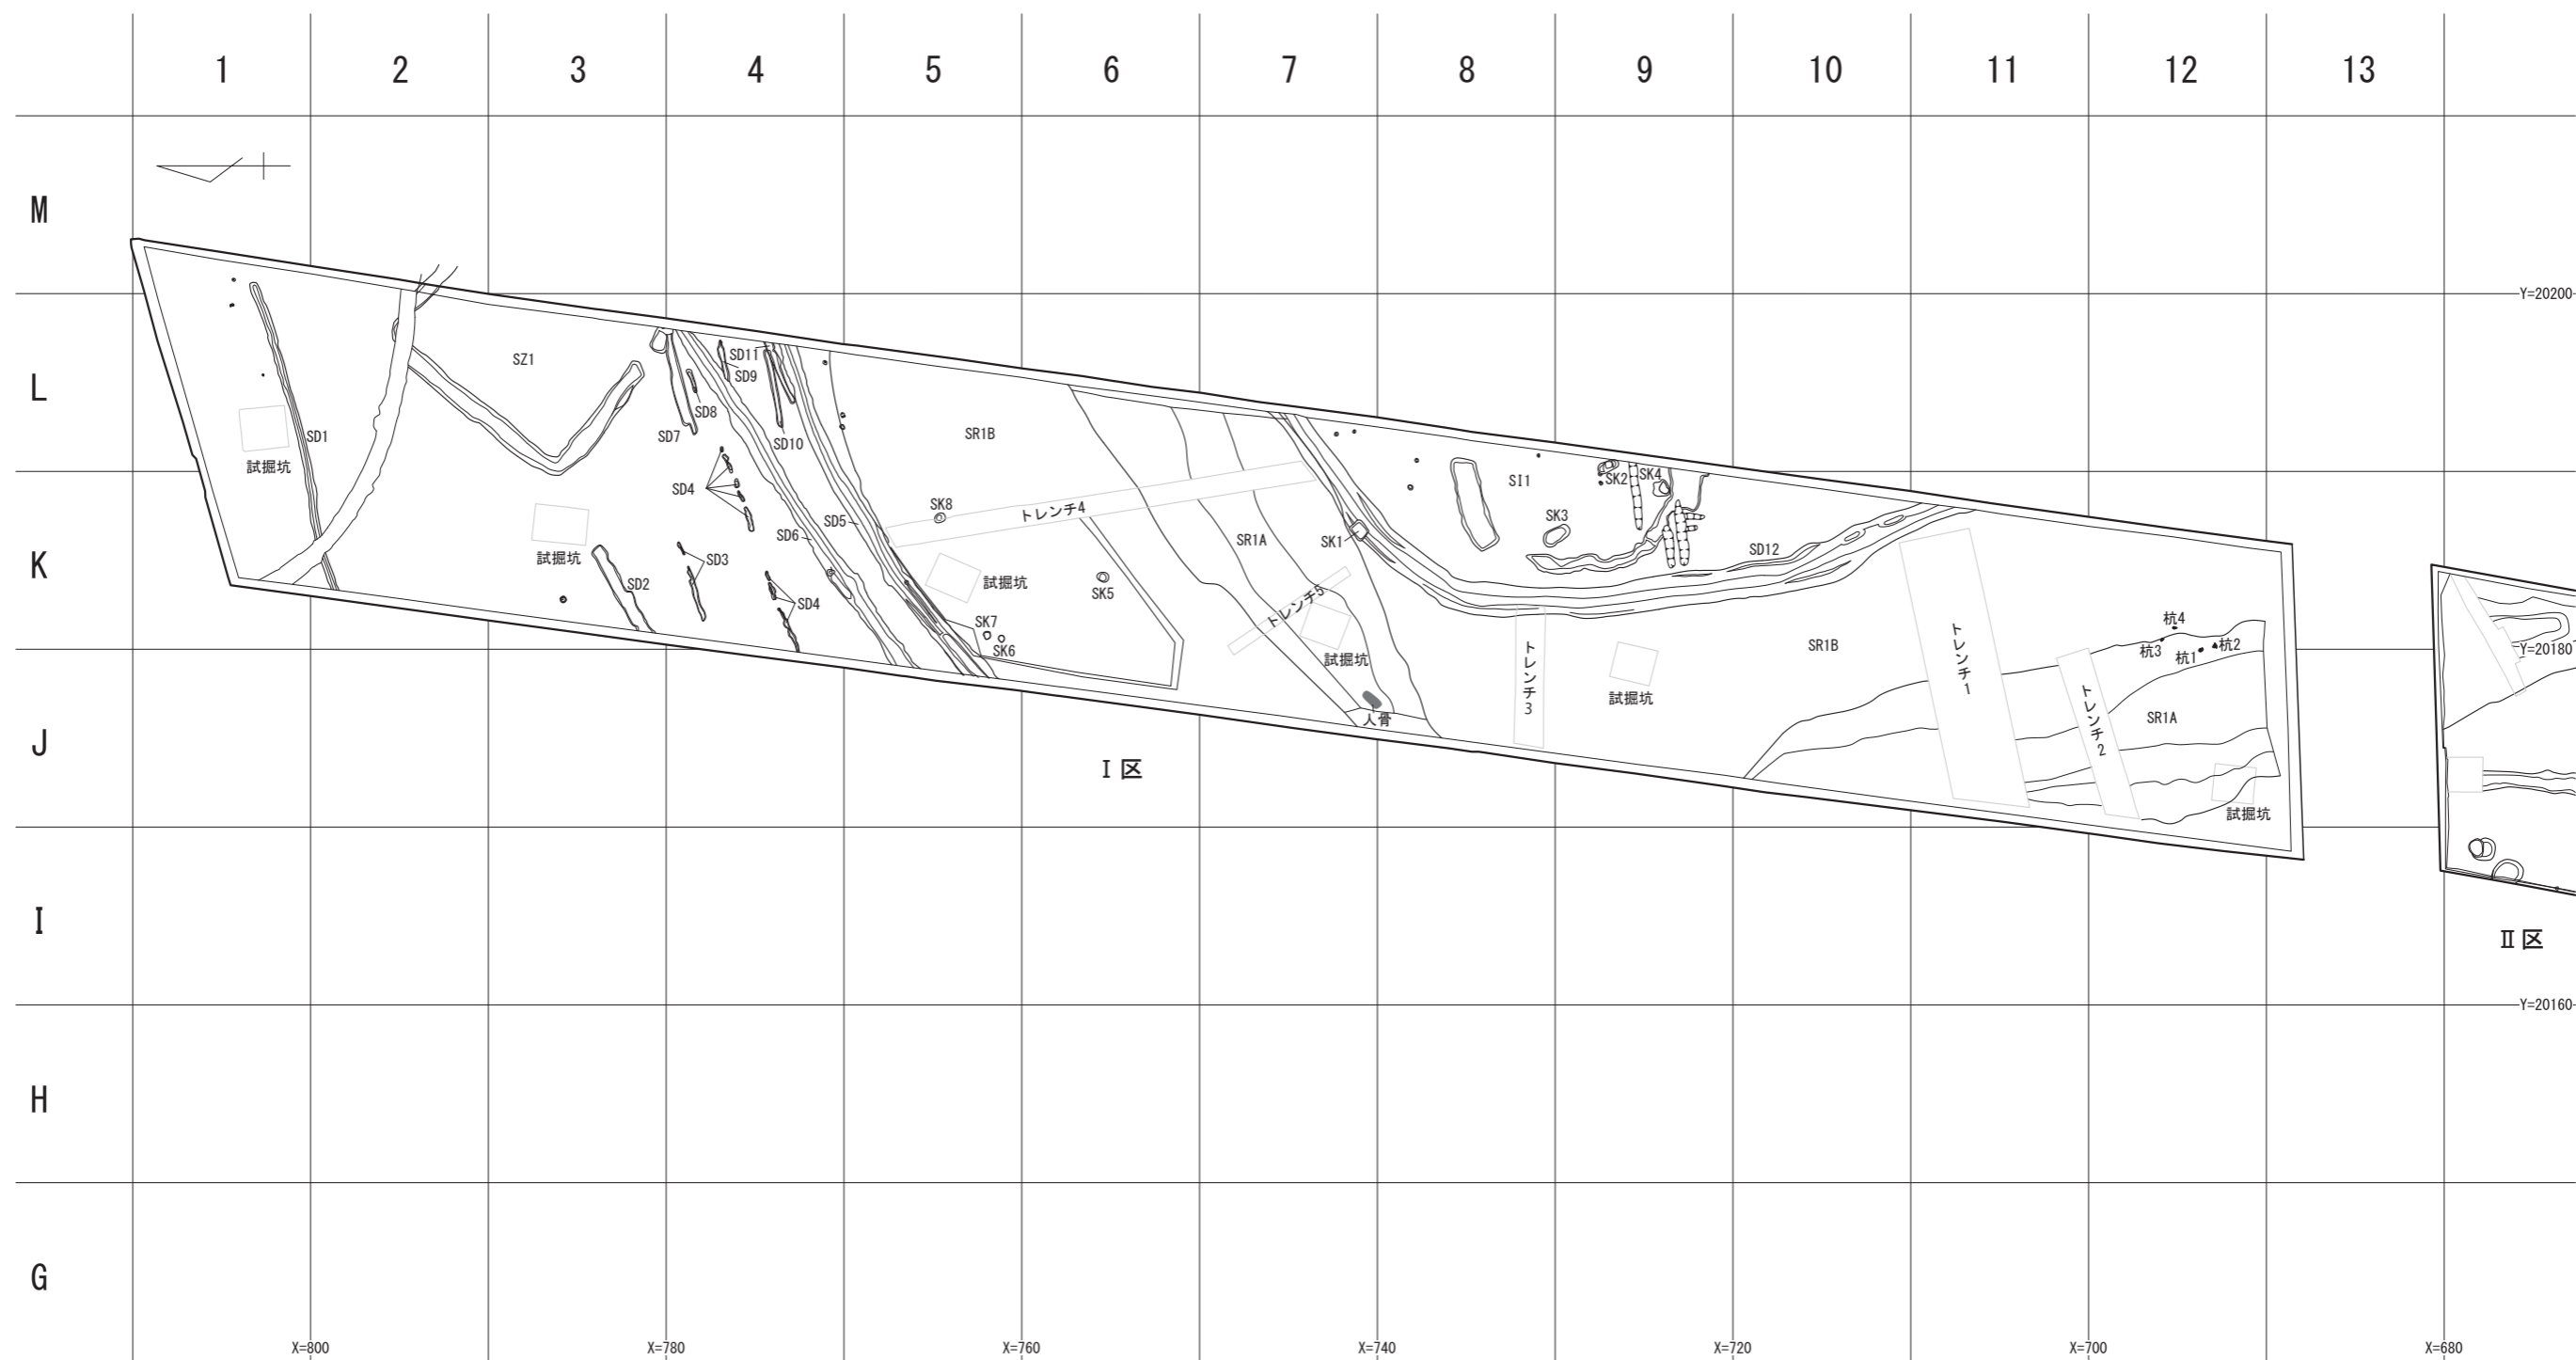 1 2 3 4 5 6 7 8 9 10 11 12 13
M
Y=20200
L
SZ1
SD11
SD9
SD8
SD7
SD10
SD1
試掘坑
SR1B
SD4
SK8
トレンチ4
SD5
SD6
SI1
SK2
SK4
SK3
SK1
SR1A
K
試掘坑
SD3
SD2
SD4
試掘坑
SK5
SK7
SK6
トレンチ5
試掘坑
SD12
トレンチ3
試掘坑
SR1B
トレンチ1
杭4
杭3
杭1
杭2
Y=20180
トレンチ2
SR1A
人骨
試掘坑
J
Ⅰ区
I
Ⅱ区
Y=20160
H
G
X=800 X=780 X=760 X=740 X=720 X=700 X=680